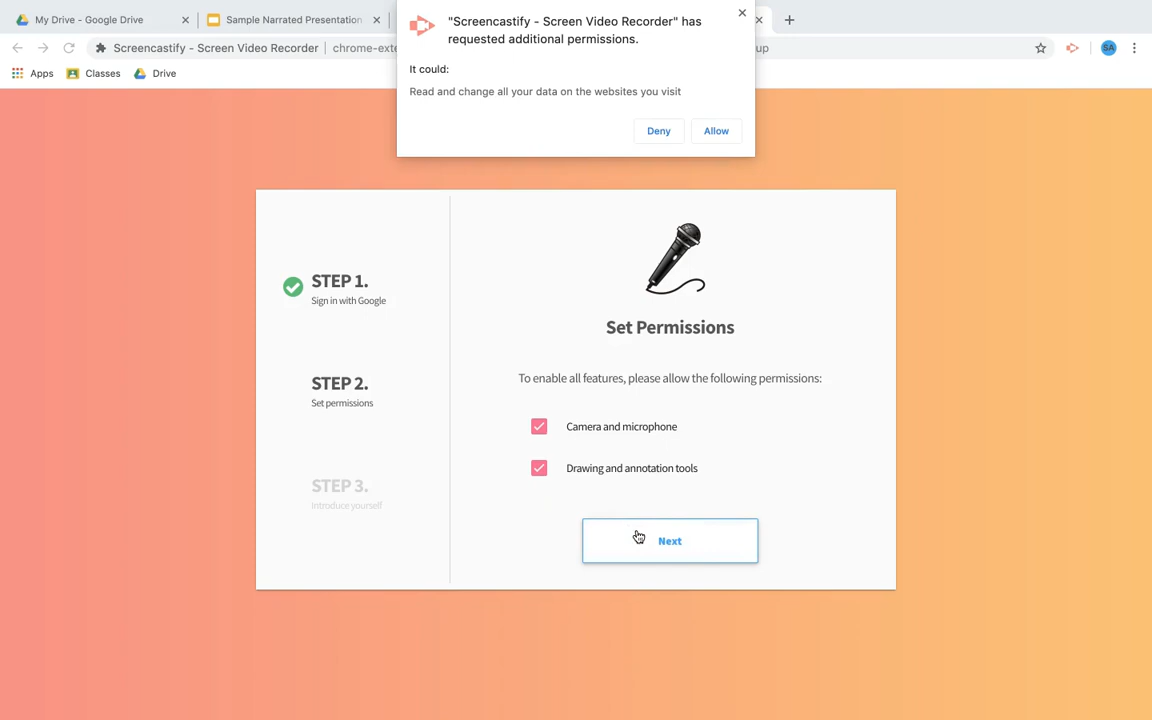 My Drive - Google Drive
Sample Narrated Presentation
Screencastify - Screen Video Recorder | chrome-exte
up
SA
Apps
Classes
Drive
"Screencastify - Screen Video Recorder" has
requested additional permissions.
It could:
Read and change all your data on the websites you visit
Deny
Allow
STEP 1.
Sign in with Google
STEP 2.
Set permissions
STEP 3.
Introduce yourself
Set Permissions
To enable all features, please allow the following permissions:
Camera and microphone
Drawing and annotation tools
Next